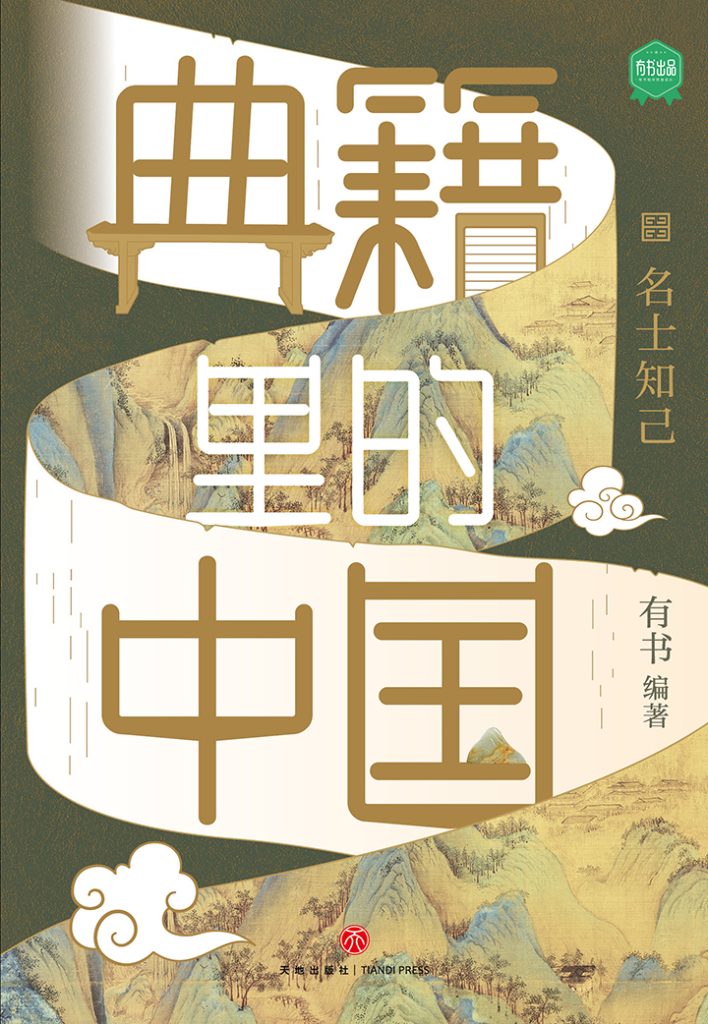 有书出品
典籍
里的
中国
名士知己
有书 编著
天地出版社 | TIANDI PRESS